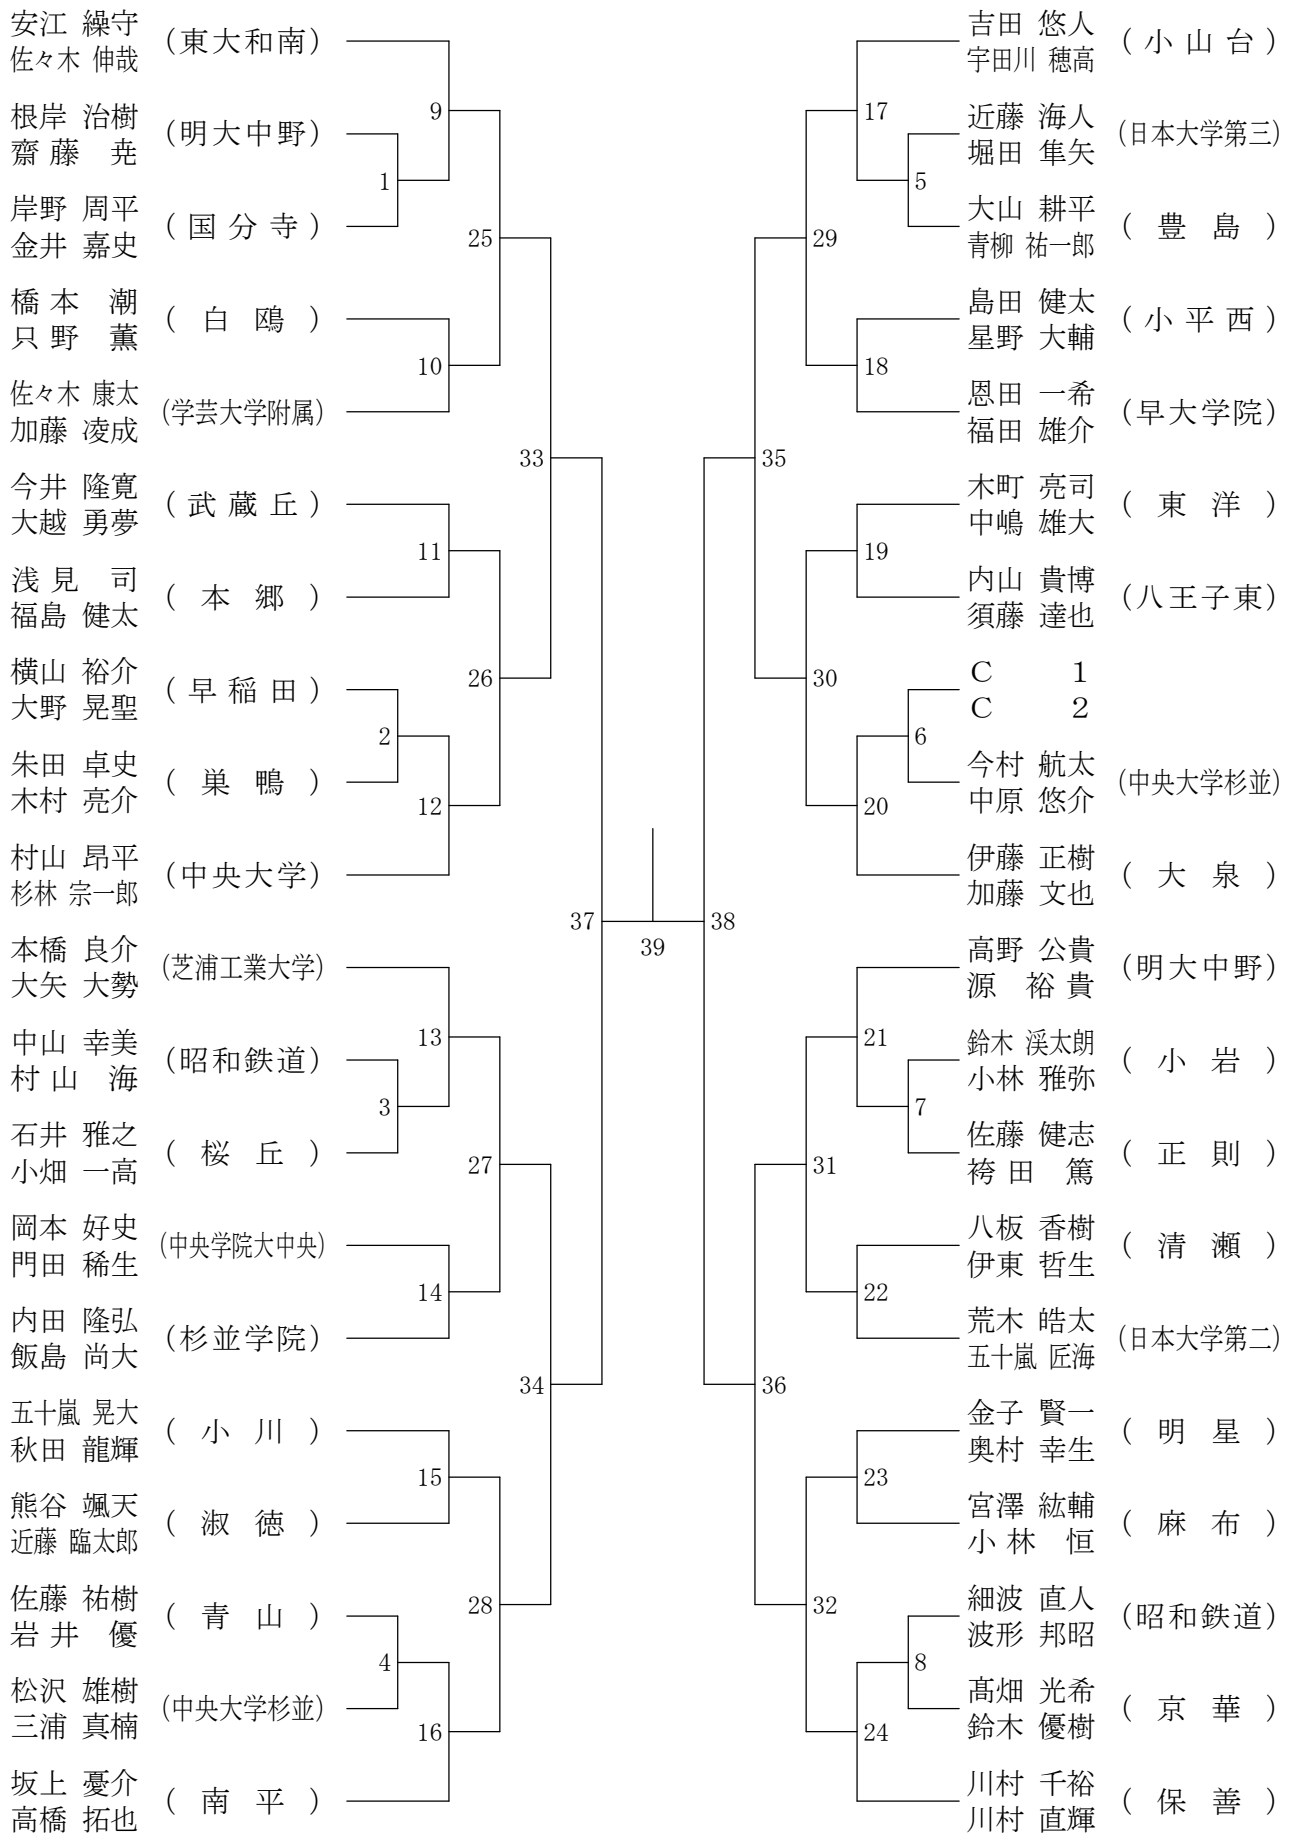 安江 繰守
佐々木 伸哉
(東大和南)
根岸 治樹
齋藤 尭
(明大中野)
岸野 周平
金井 嘉史
(国分寺)
橋本 潮
只野 薫
(白鴎)
佐々木 康太
加藤 凌成
(学芸大学附属)
今井 隆寛
大越 勇夢
(武蔵丘)
浅見 司
福島 健太
(本郷)
横山 裕介
大野 晃聖
(早稲田)
朱田 卓史
木村 亮介
(巣鴨)
村山 昂平
杉林 宗一郎
(中央大学)
本橋 良介
大矢 大勢
(芝浦工業大学)
中山 幸美
村山 海
(昭和鉄道)
石井 雅之
小畑 一高
(桜丘)
岡本 好史
門田 稀生
(中央学院大中央)
内田 隆弘
飯島 尚大
(杉並学院)
五十嵐 晃大
秋田 龍輝
(小川)
熊谷 颯天
近藤 臨太郎
(淑徳)
佐藤 祐樹
岩井 優
(青山)
松沢 雄樹
三浦 真楠
(中央大学杉並)
坂上 憂介
高橋 拓也
(南平)
9
1
25
10
33
11
26
2
12
37
13
3
27
14
34
15
28
4
16
39
17
5
29
18
35
19
30
6
20
38
21
7
31
22
36
23
32
8
24
吉田 悠人
宇田川 穂高
(小山台)
近藤 海人
堀田 隼矢
(日本大学第三)
大山 耕平
青柳 祐一郎
(豊島)
島田 健太
星野 大輔
(小平西)
恩田 一希
福田 雄介
(早大学院)
木町 亮司
中嶋 雄大
(東洋)
内山 貴博
須藤 達也
(八王子東)
C 1
C 2
今村 航太
中原 悠介
(中央大学杉並)
伊藤 正樹
加藤 文也
(大泉)
高野 公貴
源 裕貴
(明大中野)
鈴木 渓太朗
小林 雅弥
(小岩)
佐藤 健志
袴田 篤
(正則)
八板 香樹
伊東 哲生
(清瀬)
荒木 皓太
五十嵐 匠海
(日本大学第二)
金子 賢一
奥村 幸生
(明星)
宮澤 紘輔
小林 恒
(麻布)
細波 直人
波形 邦昭
(昭和鉄道)
髙畑 光希
鈴木 優樹
(京華)
川村 千裕
川村 直輝
(保善)